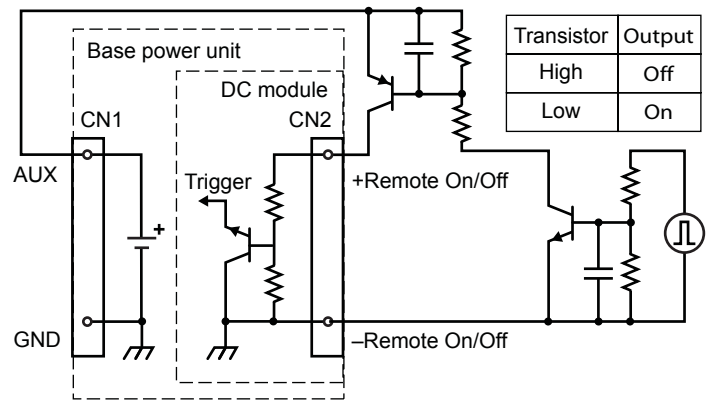 Base power unit
DC module
CN1
CN2
AUX
Trigger
+
+Remote On/Off
GND
–Remote On/Off
Transistor Output
High Off
Low On